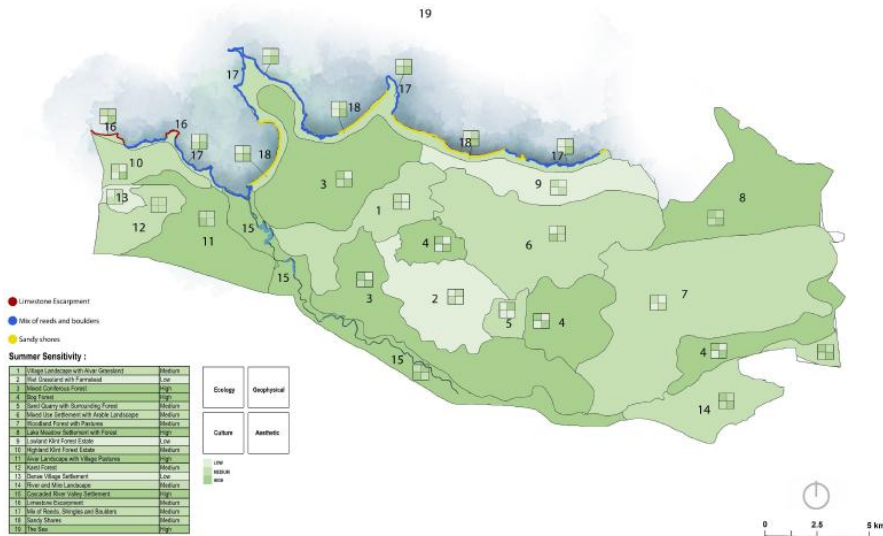 19
17
17
18
16
16
18
17
18
17
10
3
9
13
8
1
12
15
11
4
6
15
3
2
7
5
4
4
15
14
Limestone Escarpment
Mix of reeds and boulders
Sandy shores
Summer Sensitivity :
1 Village Landscape with Alvar Grassland Medium
2 Wet Grassland with Farmstead Low
3 Mixed Coniferous Forest High
4 Bog Forest High
5 Sand Quarry with Surrounding Forest Medium
6 Mixed Use Settlement with Arable Landscape Medium
7 Woodland Forest with Pastures Medium
8 Lake Meadow Settlement with Forest High
9 Lowland Klint Forest Estate Low
10 Highland Klint Forest Estate Medium
11 Alvar Landscape with Village Pastures High
12 Karst Forest Medium
13 Dense Village Settlement Low
14 River and Mire Landscape Medium
15 Cascaded River Valley Settlement High
16 Limestone Escarpment Medium
17 Mix of Reeds, Shingles and Boulders Medium
18 Sandy Shores Medium
19 The Sea High
Ecology Geophysical
Culture Aesthetic
LOW
MEDIUM
HIGH
0 2.5 5 km